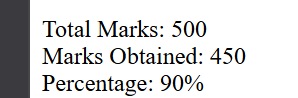 Total Marks: 500
Marks Obtained: 450
Percentage: 90%